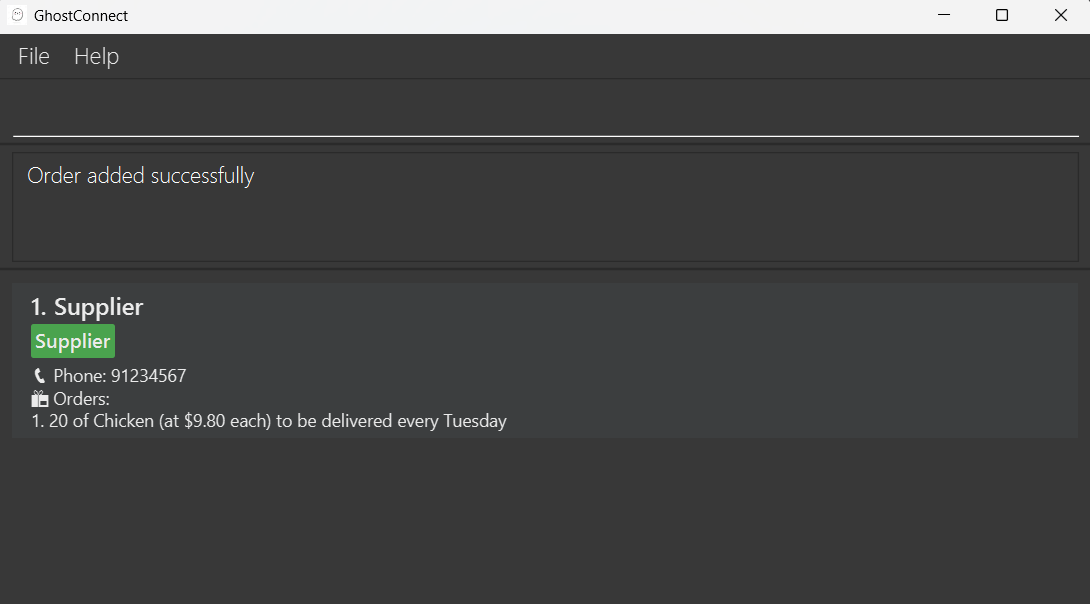 GhostConnect
File Help
Order added successfully
1. Supplier
Supplier
Phone: 91234567
Orders:
1. 20 of Chicken (at $9.80 each) to be delivered every Tuesday